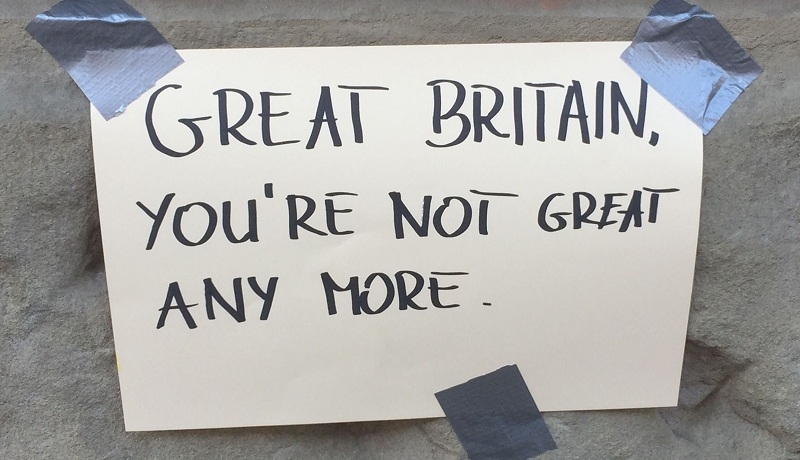 GREAT BRITAIN,
YOU'RE NOT GREAT
ANY MORE.